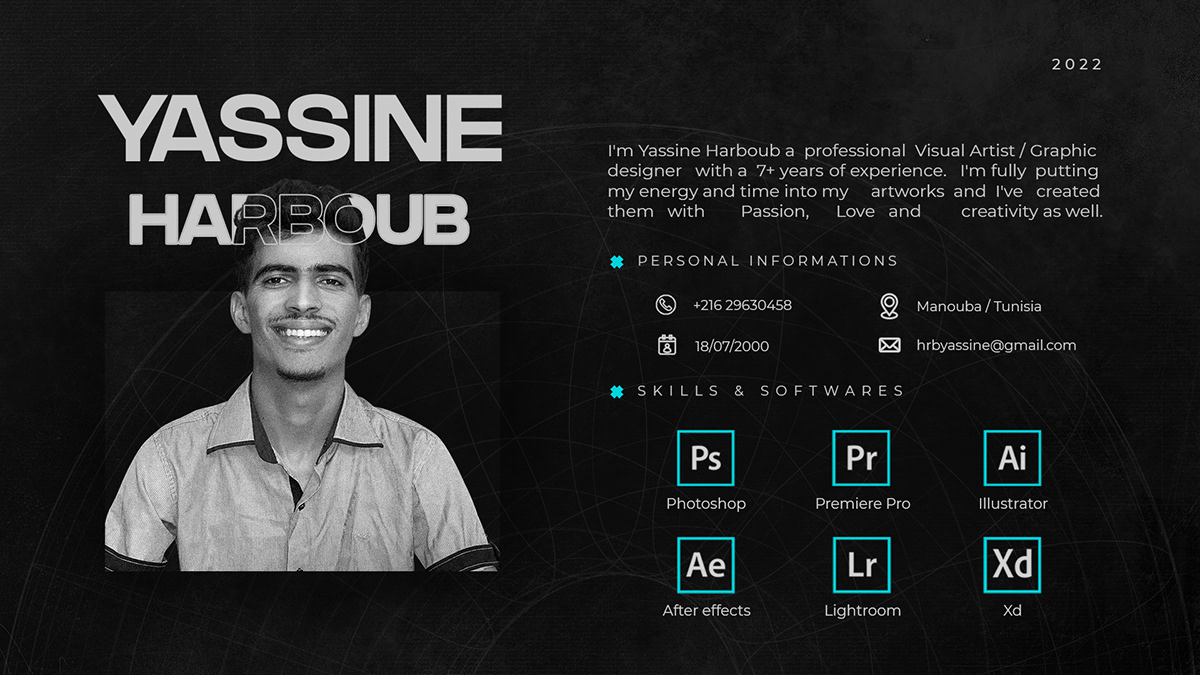 2022
YASSINE
HARBOUB
I'm Yassine Harboub a professional Visual Artist / Graphic
designer with a 7+ years of experience. I'm fully putting
my energy and time into my artworks and I've created
them with Passion, Love and creativity as well.
PERSONAL INFORMATIONS
+216 29630458
Manouba / Tunisia
18/07/2000
hrbyassine@gmail.com
SKILLS & SOFTWARES
Ps
Pr
Ai
Photoshop
Premiere Pro
Illustrator
Ae
Lr
Xd
After effects
Lightroom
Xd